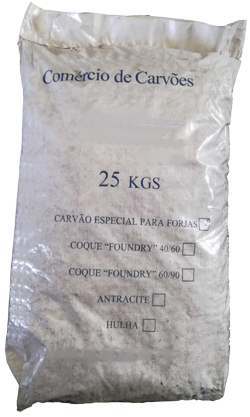 Comércio de Carvões
25 KGS
CARVÃO ESPECIAL PARA FORJAS
COQUE "FOUNDRY" 40/60
COQUE "FOUNDRY" 60/90
ANTRACITE
HULHA